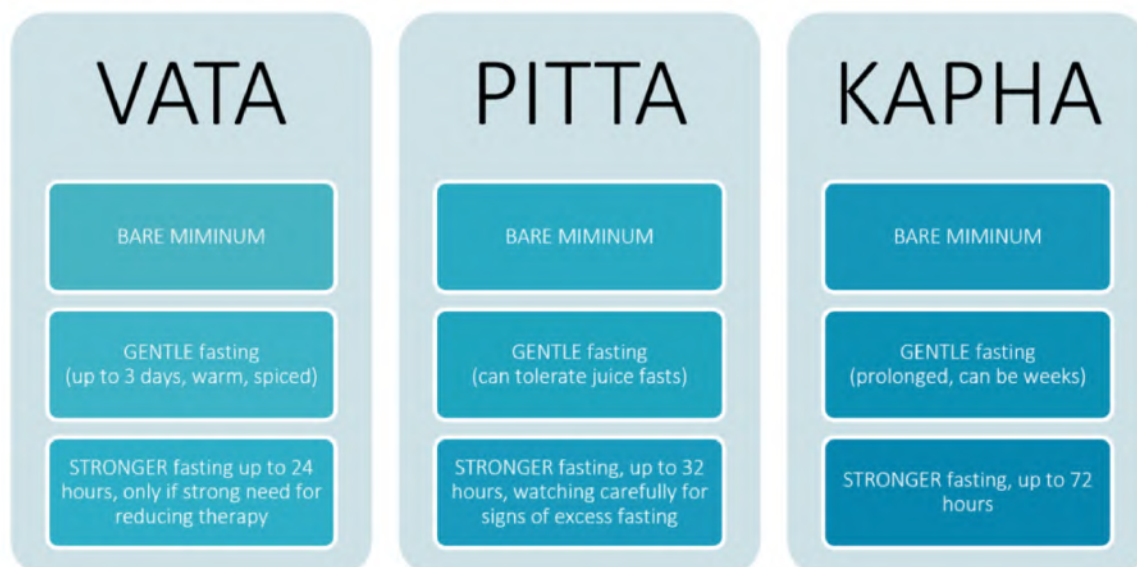 VATA
BARE MIMINUM
GENTLE fasting
(up to 3 days, warm, spiced)
STRONGER fasting up to 24
hours, only if strong need for
reducing therapy
PITTA
BARE MIMINUM
GENTLE fasting
(can tolerate juice fasts)
STRONGER fasting, up to 32
hours, watching carefully for
signs of excess fasting
KAPHA
BARE MIMINUM
GENTLE fasting
(prolonged, can be weeks)
STRONGER fasting, up to 72
hours